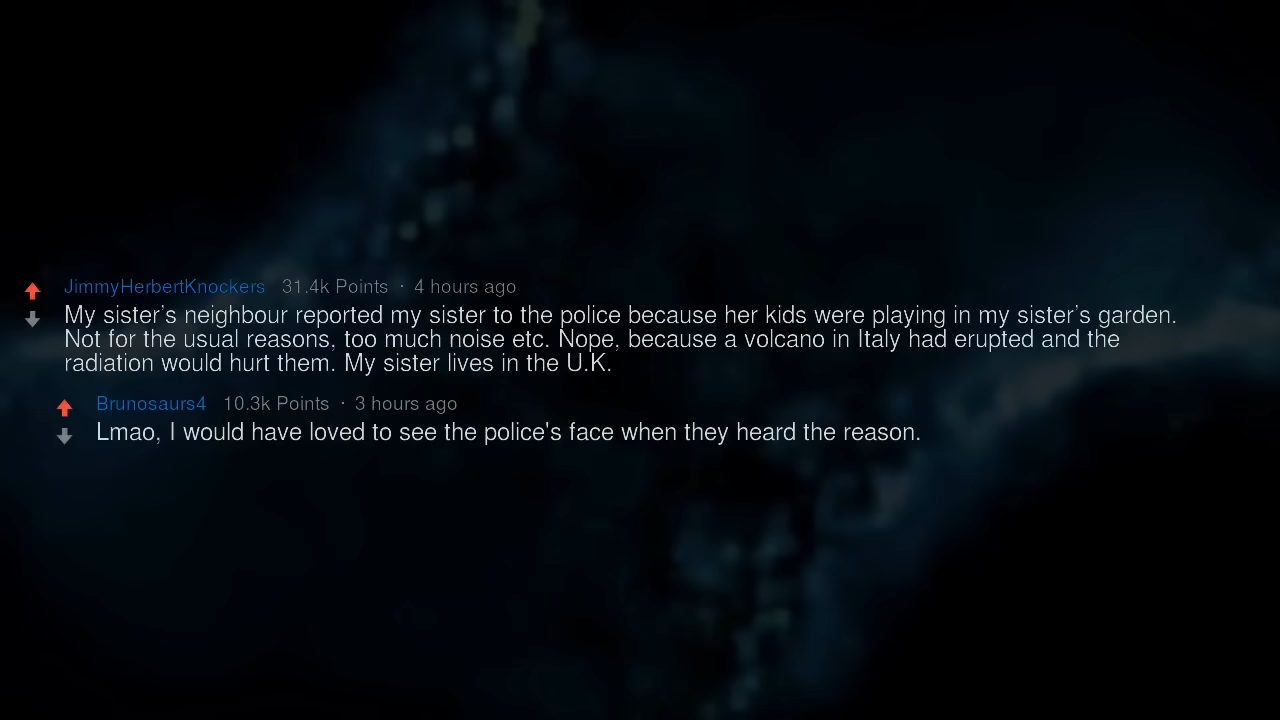 JimmyHerbertKnockers 31.4k Points · 4 hours ago
My sister's neighbour reported my sister to the police because her kids were playing in my sister's garden.
Not for the usual reasons, too much noise etc. Nope, because a volcano in Italy had erupted and the
radiation would hurt them. My sister lives in the U.K.
Brunosaurs4 10.3k Points · 3 hours ago
Lmao, I would have loved to see the police's face when they heard the reason.